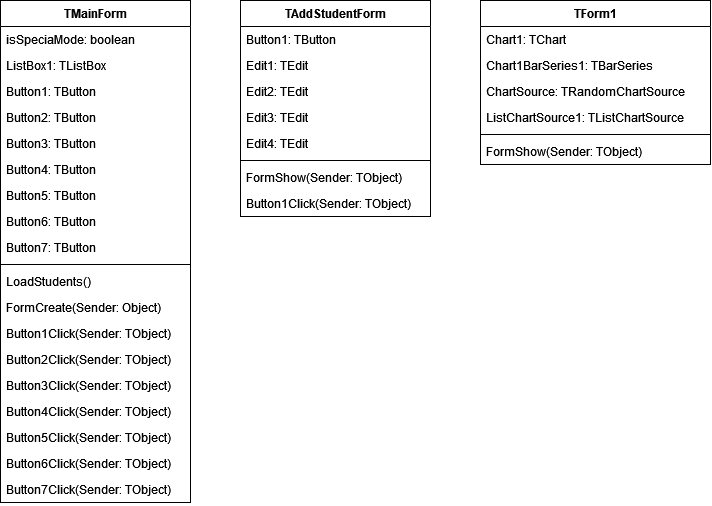 TMainForm
isSpeciaMode: boolean
ListBox1: TListBox
Button1: TButton
Button2: TButton
Button3: TButton
Button4: TButton
Button5: TButton
Button6: TButton
Button7: TButton
LoadStudents()
FormCreate(Sender: Object)
Button1Click(Sender: TObject)
Button2Click(Sender: TObject)
Button3Click(Sender: TObject)
Button4Click(Sender: TObject)
Button5Click(Sender: TObject)
Button6Click(Sender: TObject)
Button7Click(Sender: TObject)
TAddStudentForm
Button1: TButton
Edit1: TEdit
Edit2: TEdit
Edit3: TEdit
Edit4: TEdit
FormShow(Sender: TObject)
Button1Click(Sender: TObject)
TForm1
Chart1: TChart
Chart1BarSeries1: TBarSeries
ChartSource: TRandomChartSource
ListChartSource1: TListChartSource
FormShow(Sender: TObject)